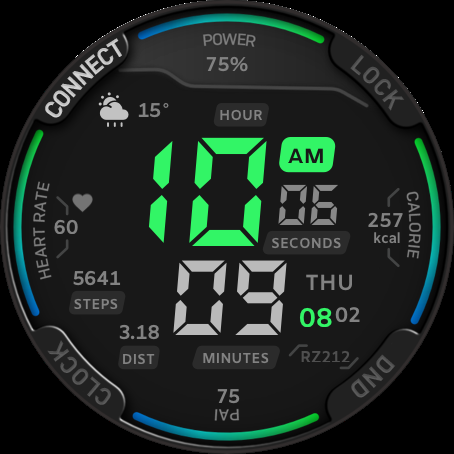 POWER
75%
CONNECT
LOCK
15°
HOUR
10
AM
06
SECONDS
HEART RATE
60
CALORIE
257
kcal
5641
STEPS
09
THU
08 02
3.18
DIST
MINUTES
RZ212
CLOCK
DND
75
PAI